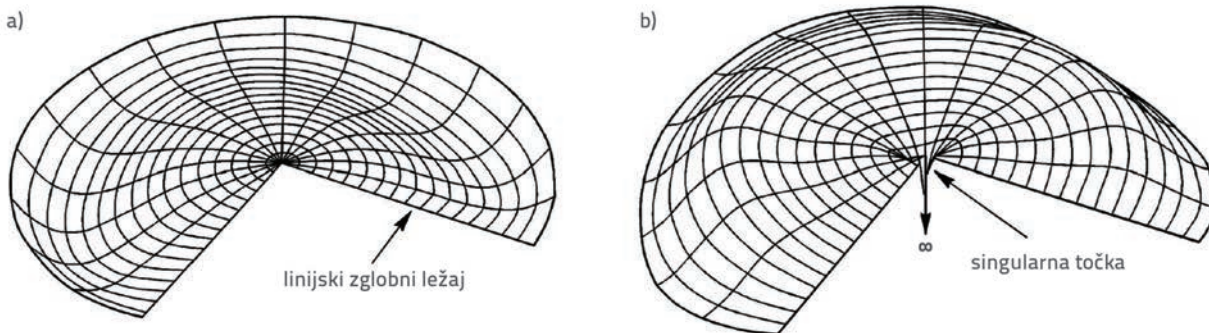 a)
linijski zglobni ležaj
b)
∞
singularna točka